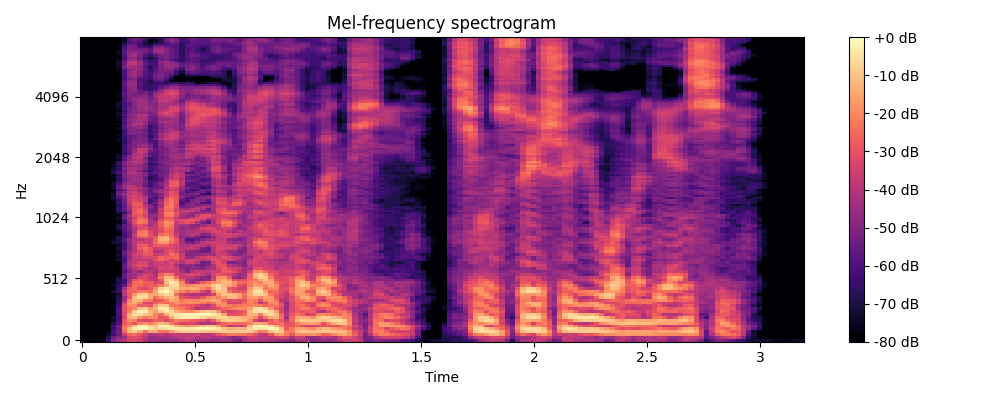 Mel-frequency spectrogram
+0 dB
-10 dB
-20 dB
-30 dB
-40 dB
-50 dB
-60 dB
-70 dB
-80 dB
Hz
4096
2048
1024
512
0
0 0.5 1 1.5 2 2.5 3
Time